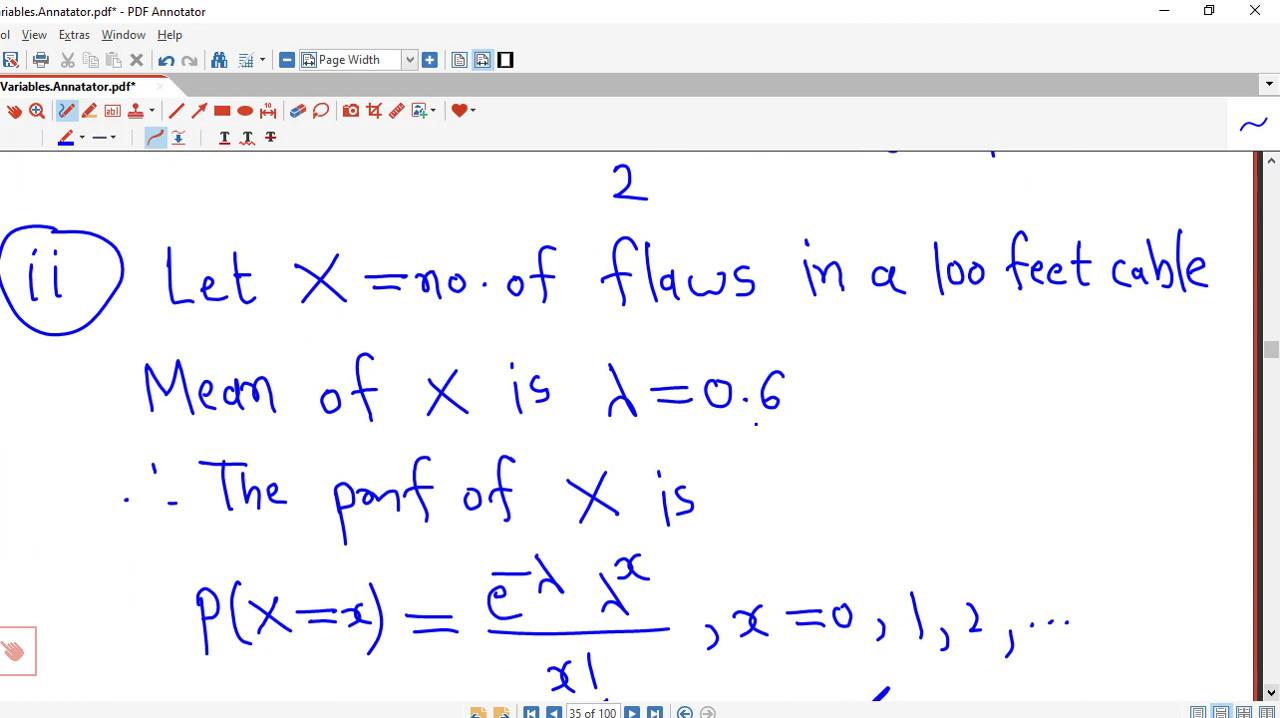 ariables.Annatator.pdf* - PDF Annotator
ol View Extras Window Help
Page Width
Variables.Annatator.pdf*
2
ii Let X = no. of flaws in a 100 feet cable
Mean of X is λ = 0.6
∴ The pmf of X is
P(X = x) = e^-λ λ^x / x! , x = 0, 1, 2, ...
35 of 100